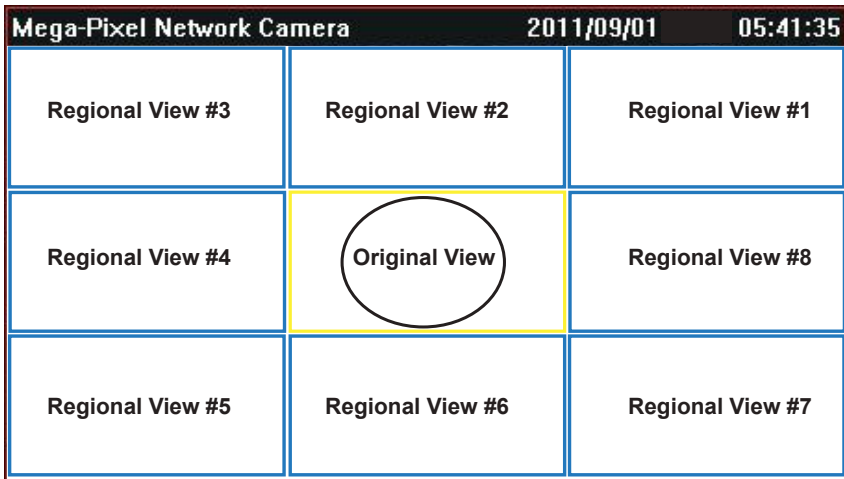 Mega-Pixel Network Camera 2011/09/01 05:41:35
Regional View #3 Regional View #2 Regional View #1
Regional View #4 Original View Regional View #8
Regional View #5 Regional View #6 Regional View #7